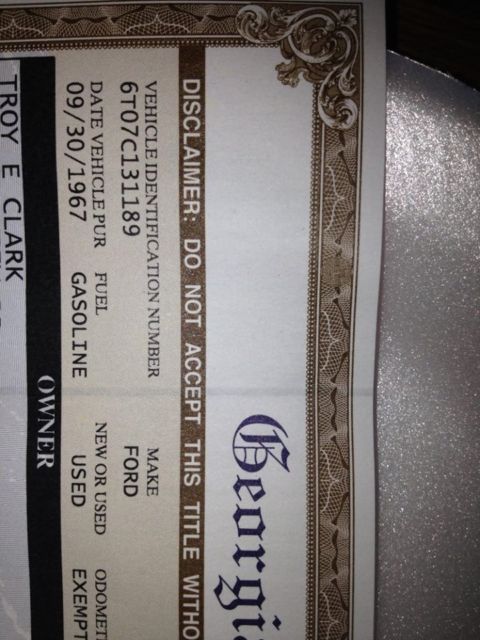 Georgia
DISCLAIMER: DO NOT ACCEPT THIS TITLE WITHO
VEHICLE IDENTIFICATION NUMBER MAKE
6T07C131189 FORD
DATE VEHICLE PUR FUEL NEW OR USED ODOMET
09/30/1967 GASOLINE USED EXEMPT
OWNER
TROY E CLARK